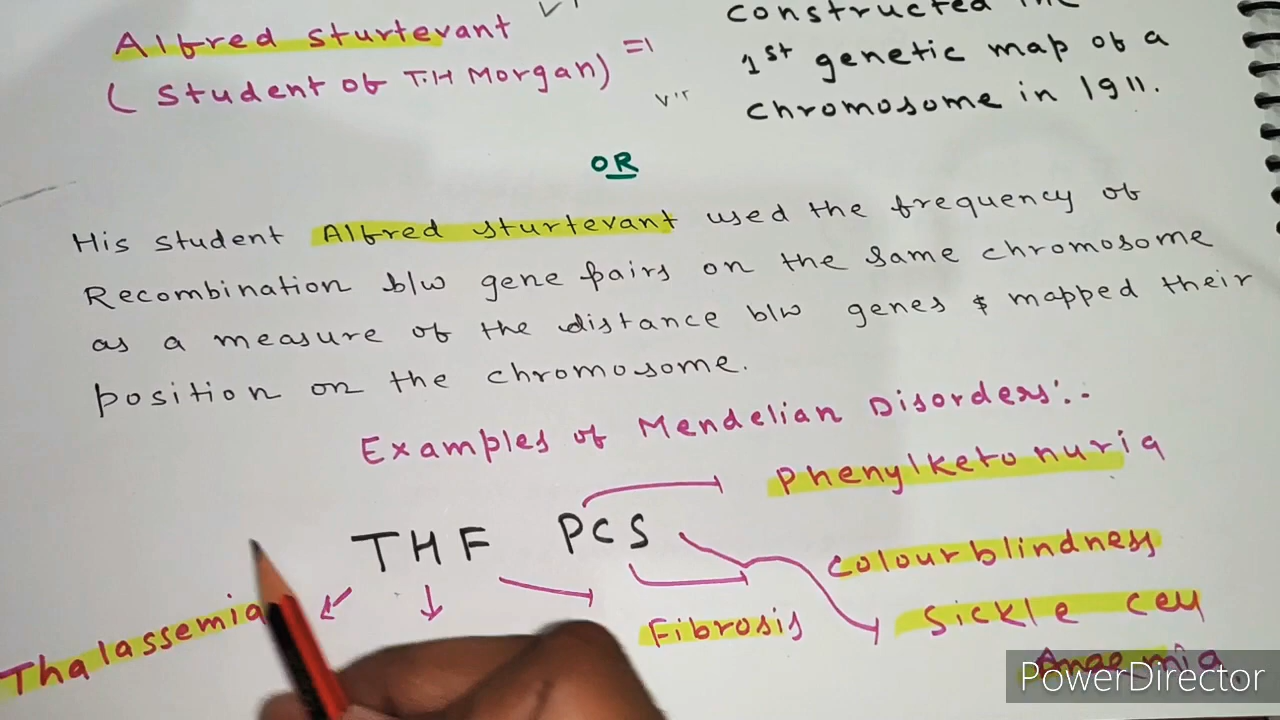 Alfred sturtevant
(Student of T.H Morgan) =1
constructed the
1st genetic map of a
chromosome in 1911.
OR
His student Alfred sturtevant used the frequency of
Recombination b/w gene pairs on the same chromosome
as a measure of the distance b/w genes & mapped their
position on the chromosome.
Examples of Mendelian Disorders:-
Phenylketonuria
THF PCS
Colourblindness
Thalassemia
Fibrosis
Sickle cell
Anaemia
PowerDirector